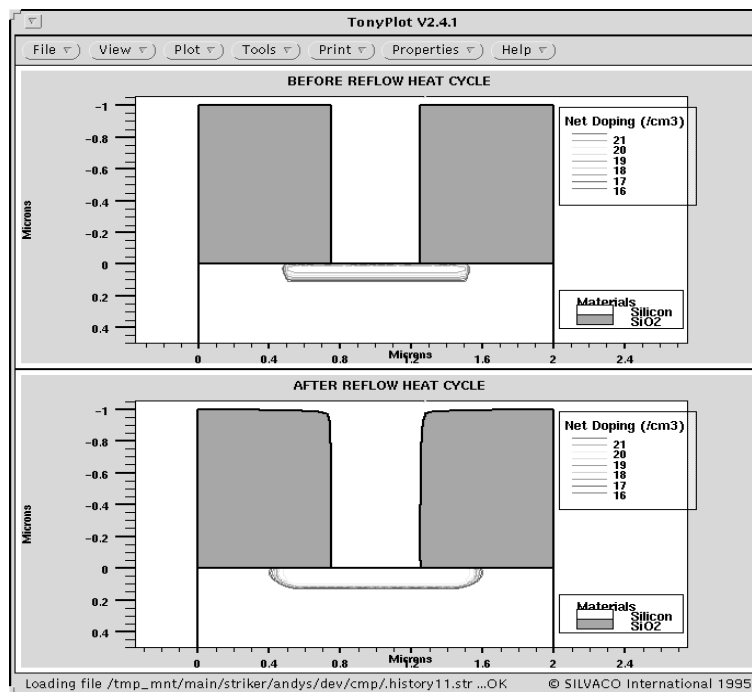 TonyPlot V2.4.1
File View Plot Tools Print Properties Help
BEFORE REFLOW HEAT CYCLE
Microns
-1
-0.8
-0.6
-0.4
-0.2
0
0.2
0.4
0 0.4 0.8 1.2 1.6 2 2.4
Microns
Net Doping (/cm3)
21
20
19
18
17
16
Materials
Silicon
SiO2
AFTER REFLOW HEAT CYCLE
Microns
-1
-0.8
-0.6
-0.4
-0.2
0
0.2
0.4
0 0.4 0.8 1.2 1.6 2 2.4
Microns
Net Doping (/cm3)
21
20
19
18
17
16
Materials
Silicon
SiO2
Loading file /tmp_mnt/main/striker/andys/dev/cmp/.history11.str ...OK © SILVACO International 1995